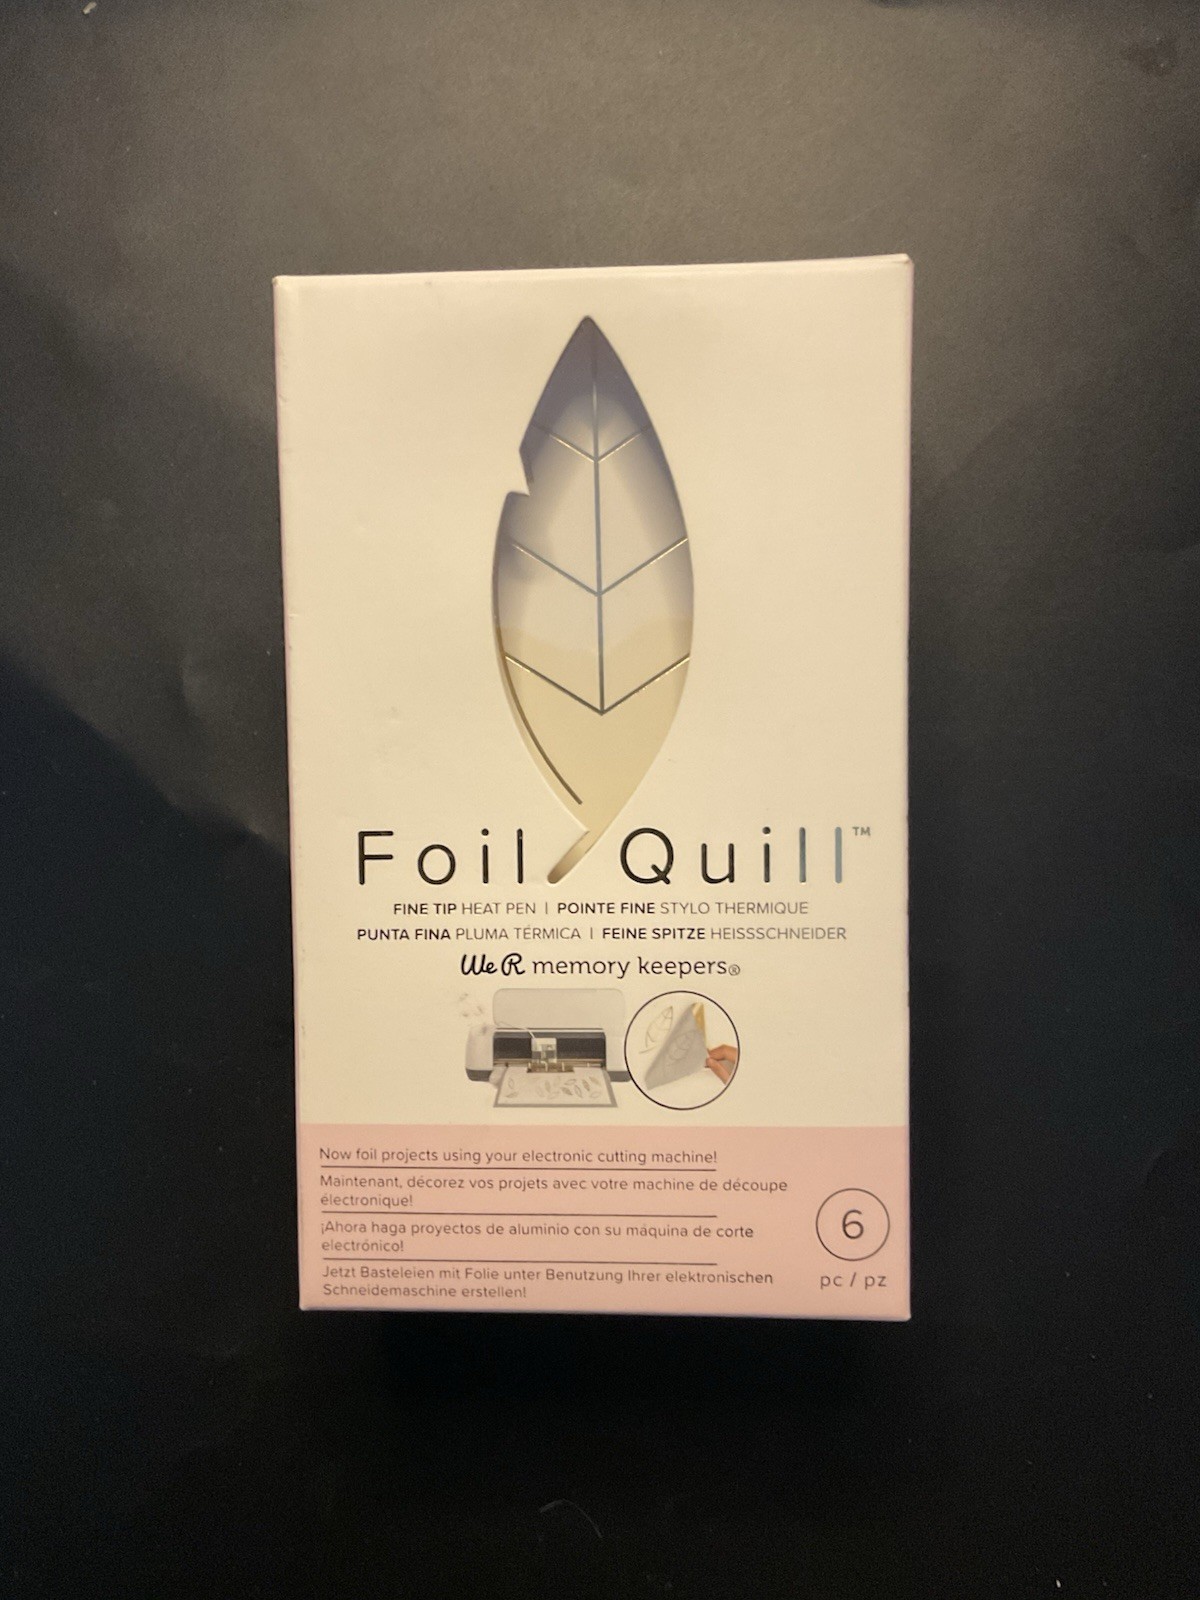 Foil Quill™
FINE TIP HEAT PEN | POINTE FINE STYLO THERMIQUE
PUNTA FINA PLUMA TÉRMICA | FEINE SPITZE HEISSSCHNEIDER
We R memory keepers®
Now foil projects using your electronic cutting machine!
Maintenant, décorez vos projets avec votre machine de découpe
électronique!
¡Ahora haga proyectos de aluminio con su máquina de corte
electrónico!
Jetzt Basteleien mit Folie unter Benutzung Ihrer elektronischen
Schneidemaschine erstellen!
6
pc / pz